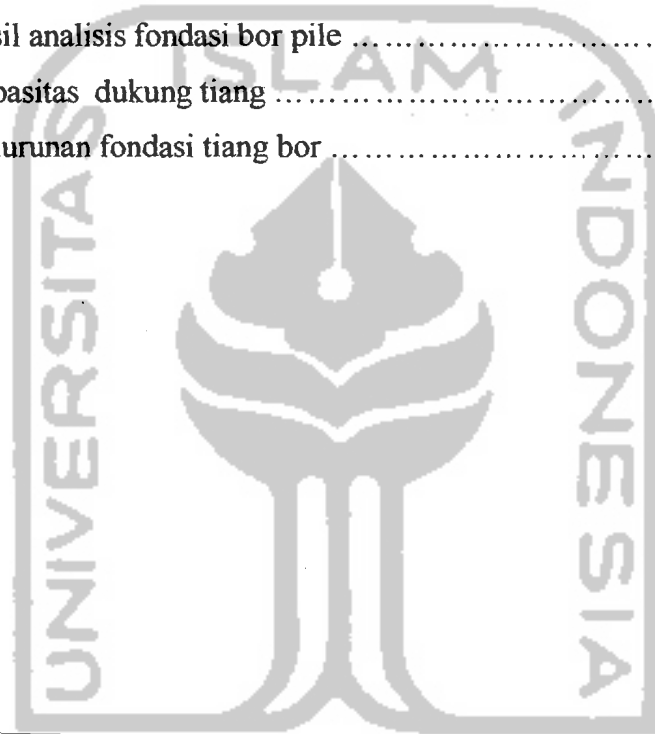 sil analisis fondasi bor pile ...............................
pasitas dukung tiang .......................................
urunan fondasi tiang bor ................................
ISLAM
UNIVERSITAS
INDONESIA